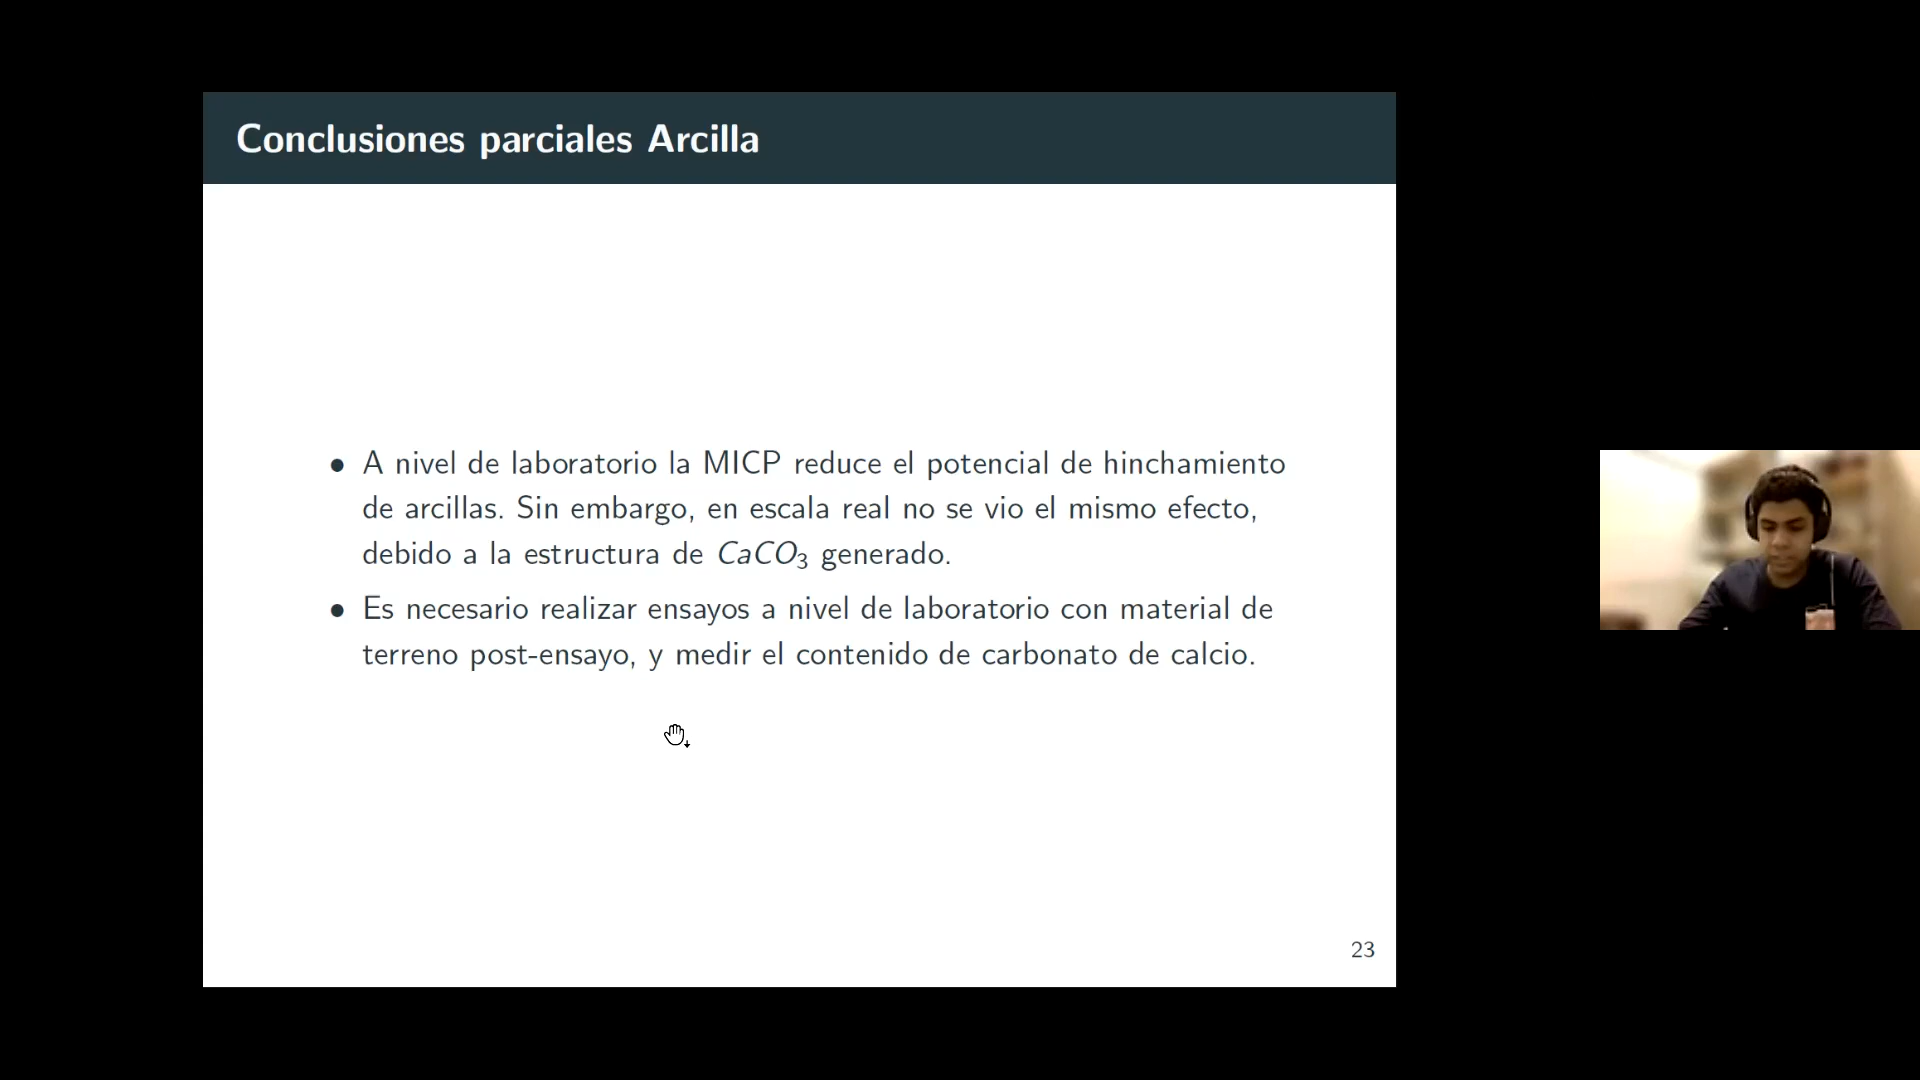 Conclusiones parciales Arcilla
• A nivel de laboratorio la MICP reduce el potencial de hinchamiento
de arcillas. Sin embargo, en escala real no se vio el mismo efecto,
debido a la estructura de CaCO₃ generado.
• Es necesario realizar ensayos a nivel de laboratorio con material de
terreno post-ensayo, y medir el contenido de carbonato de calcio.
23